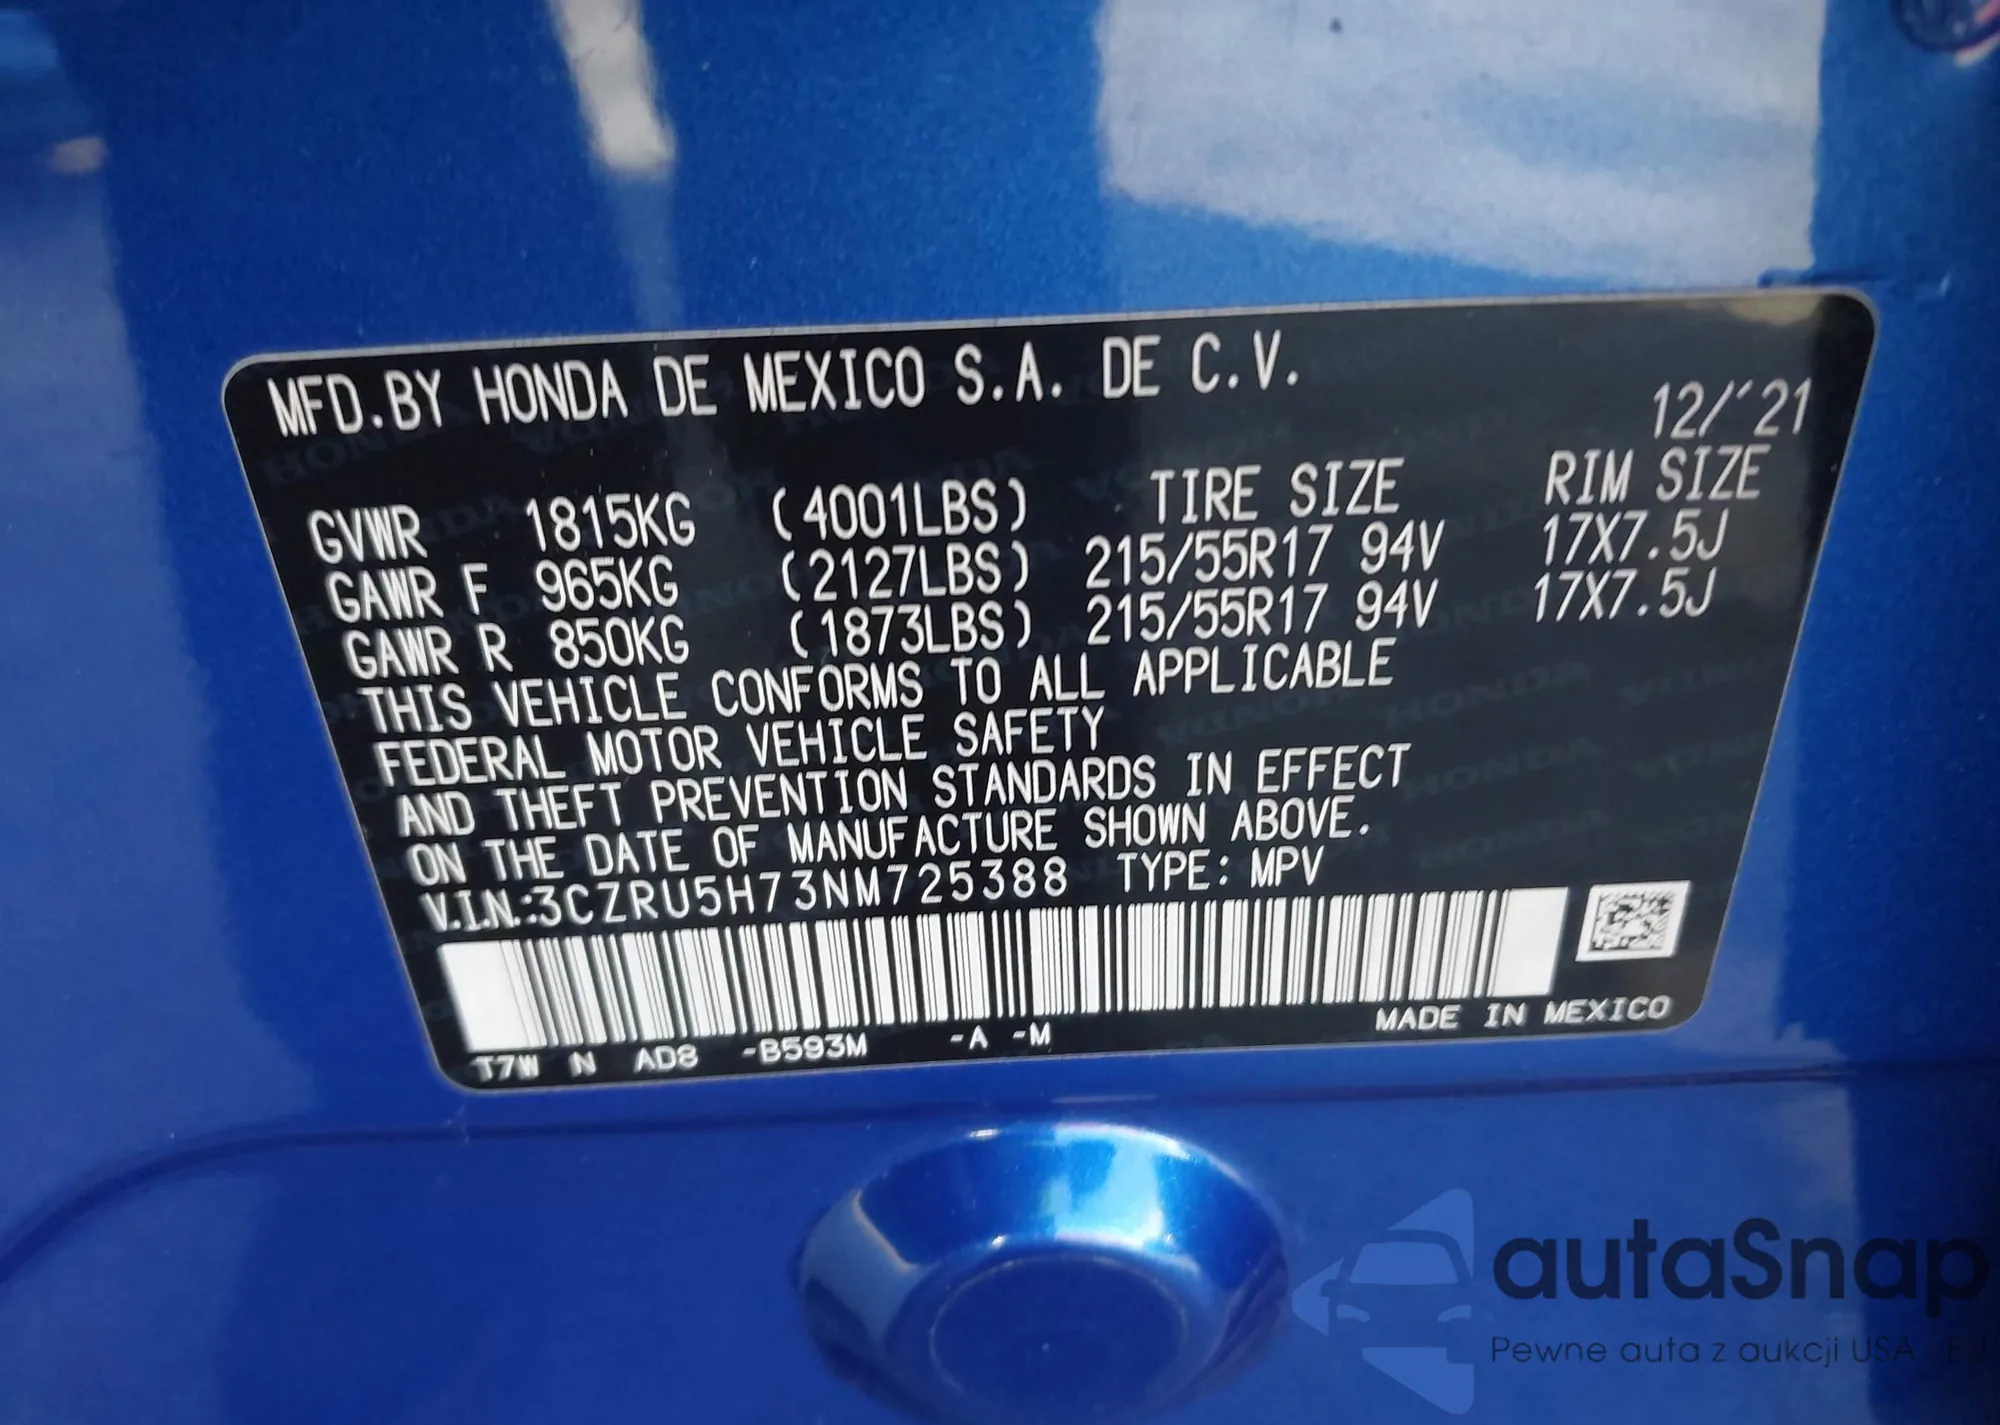 MFD.BY HONDA DE MEXICO S.A. DE C.V.
12/'21
GVWR 1815KG (4001LBS) TIRE SIZE RIM SIZE
GAWR F 965KG (2127LBS) 215/55R17 94V 17X7.5J
GAWR R 850KG (1873LBS) 215/55R17 94V 17X7.5J
THIS VEHICLE CONFORMS TO ALL APPLICABLE
FEDERAL MOTOR VEHICLE SAFETY
AND THEFT PREVENTION STANDARDS IN EFFECT
ON THE DATE OF MANUFACTURE SHOWN ABOVE.
V.I.N.:3CZRU5H73NM725388 TYPE: MPV
MADE IN MEXICO
T7W N AD8 -B593M -A -M
autaSnap
Pewne auta z aukcji USA - EU